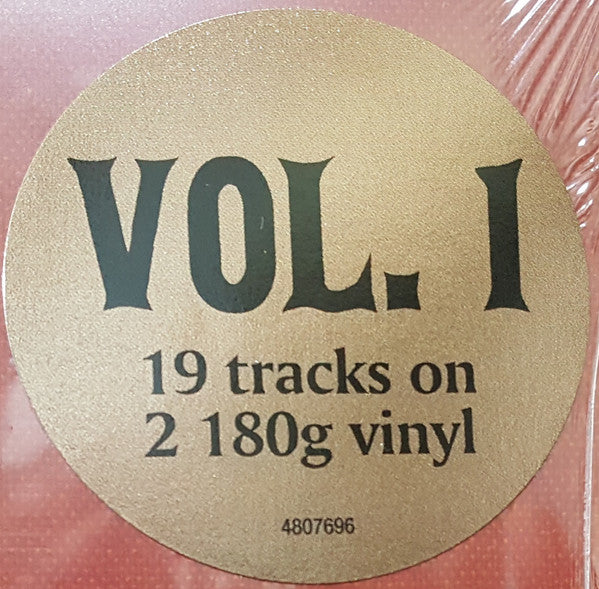 VOL. I
19 tracks on
2 180g vinyl
4807696